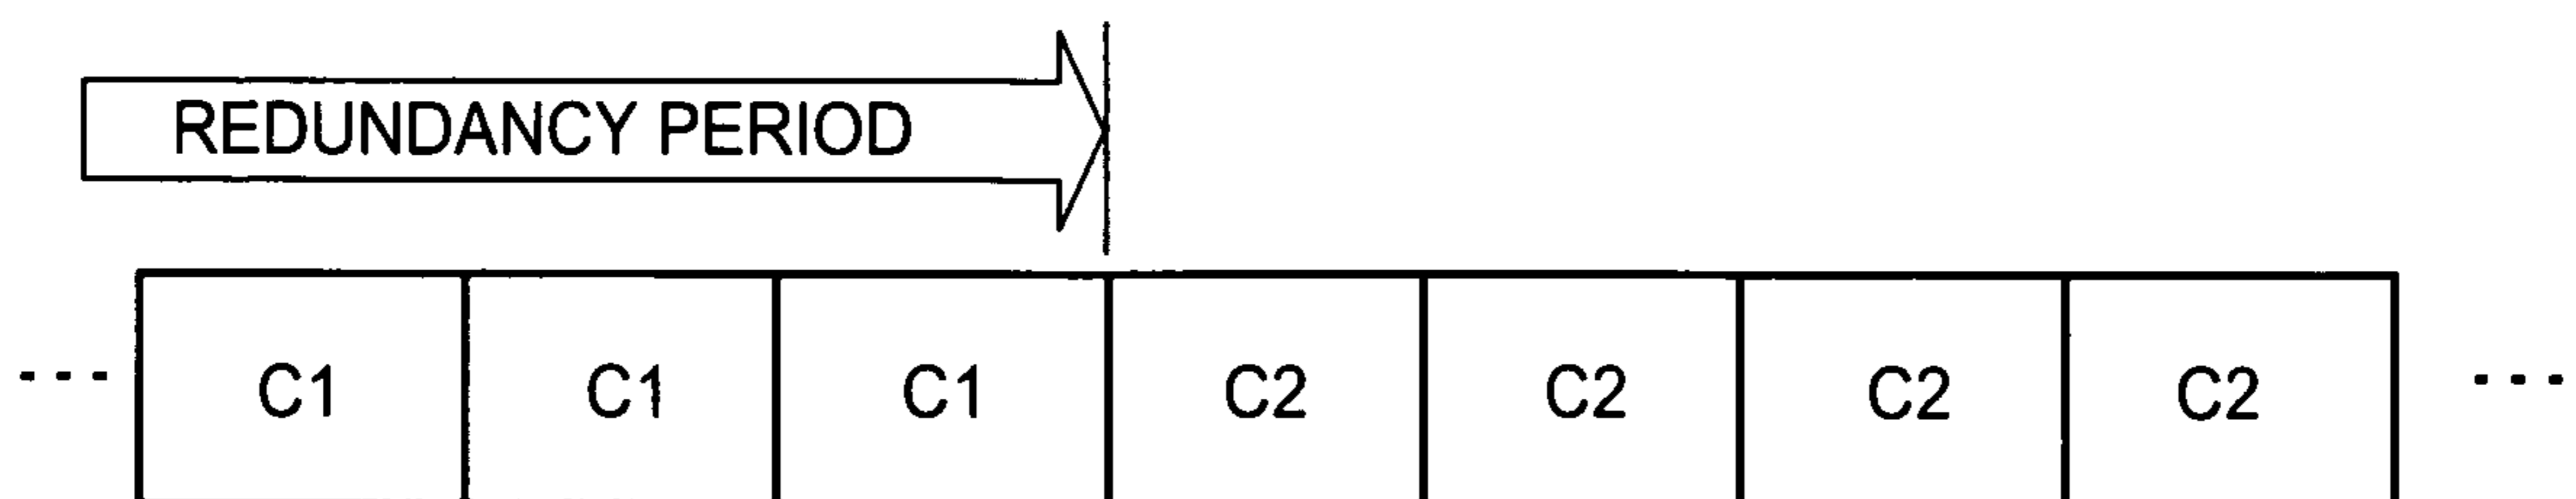 REDUNDANCY PERIOD
... C1 C1 C1 C2 C2 C2 C2 ...